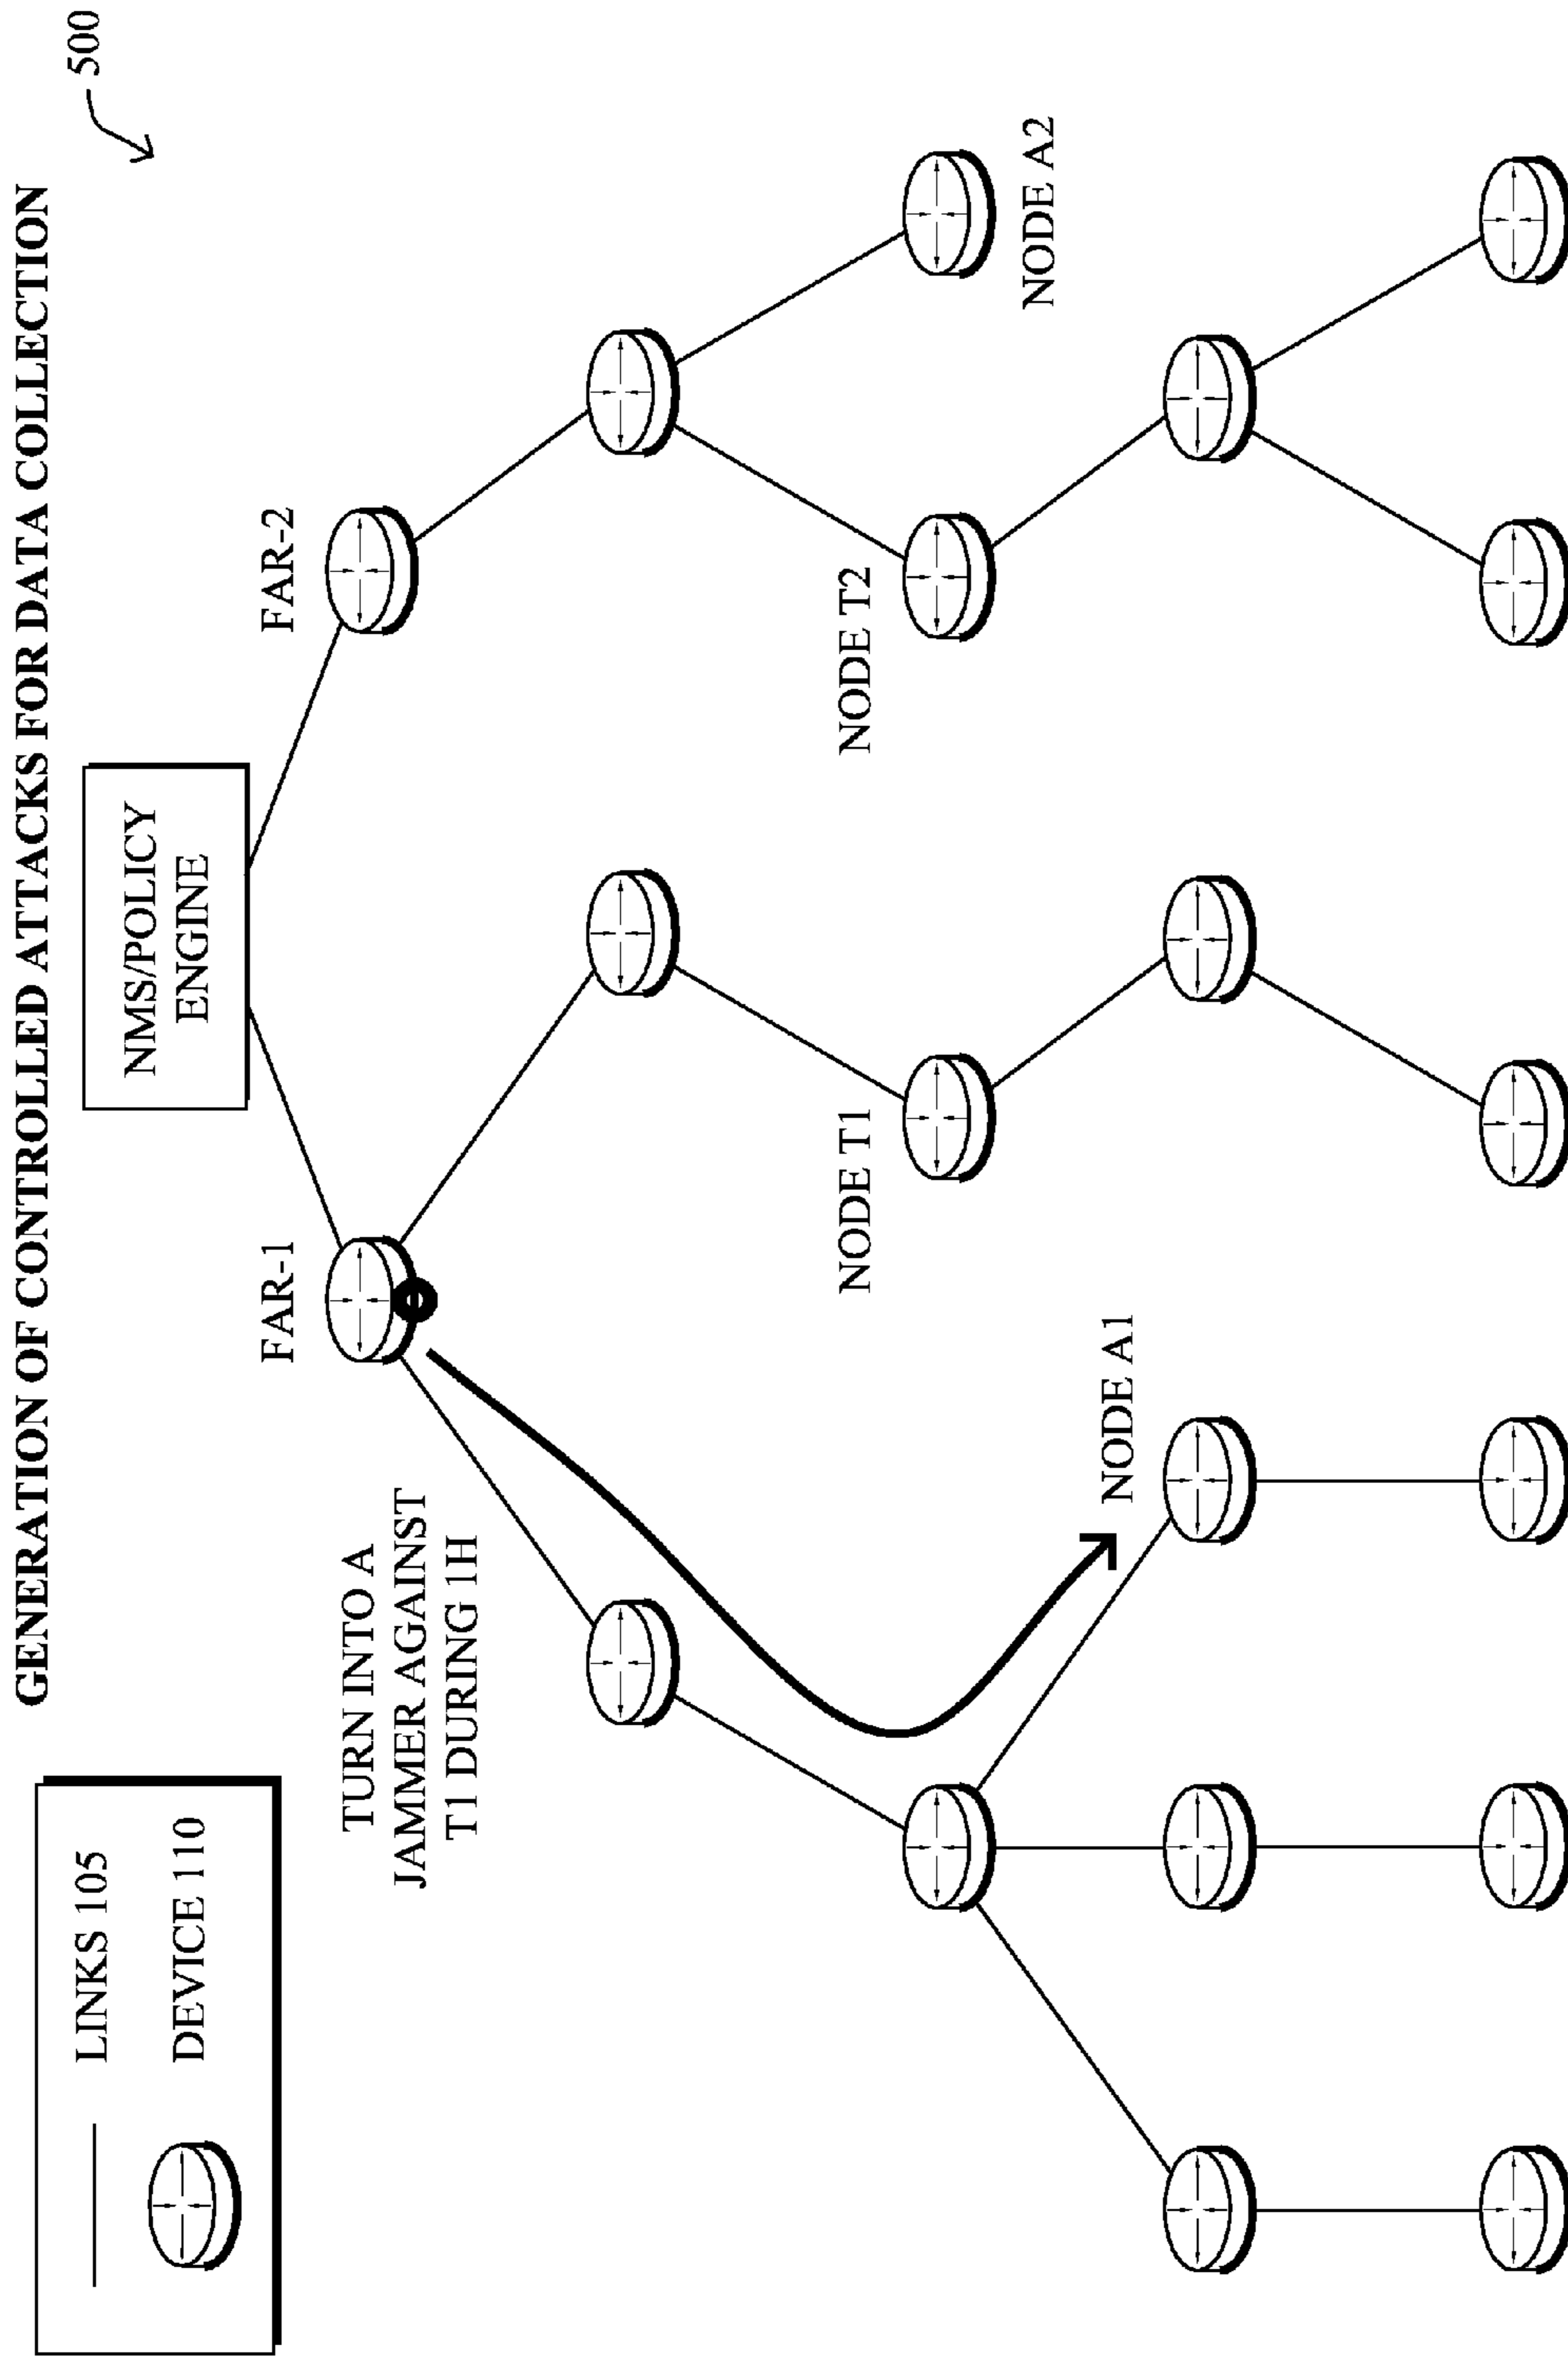 GENERATION OF CONTROLLED ATTACKS FOR DATA COLLECTION
500
LINKS 105
DEVICE 110
NMS/POLICY
ENGINE
FAR-1
FAR-2
TURN INTO A
JAMMER AGAINST
T1 DURING 1H
NODE T1
NODE T2
NODE A2
NODE A1